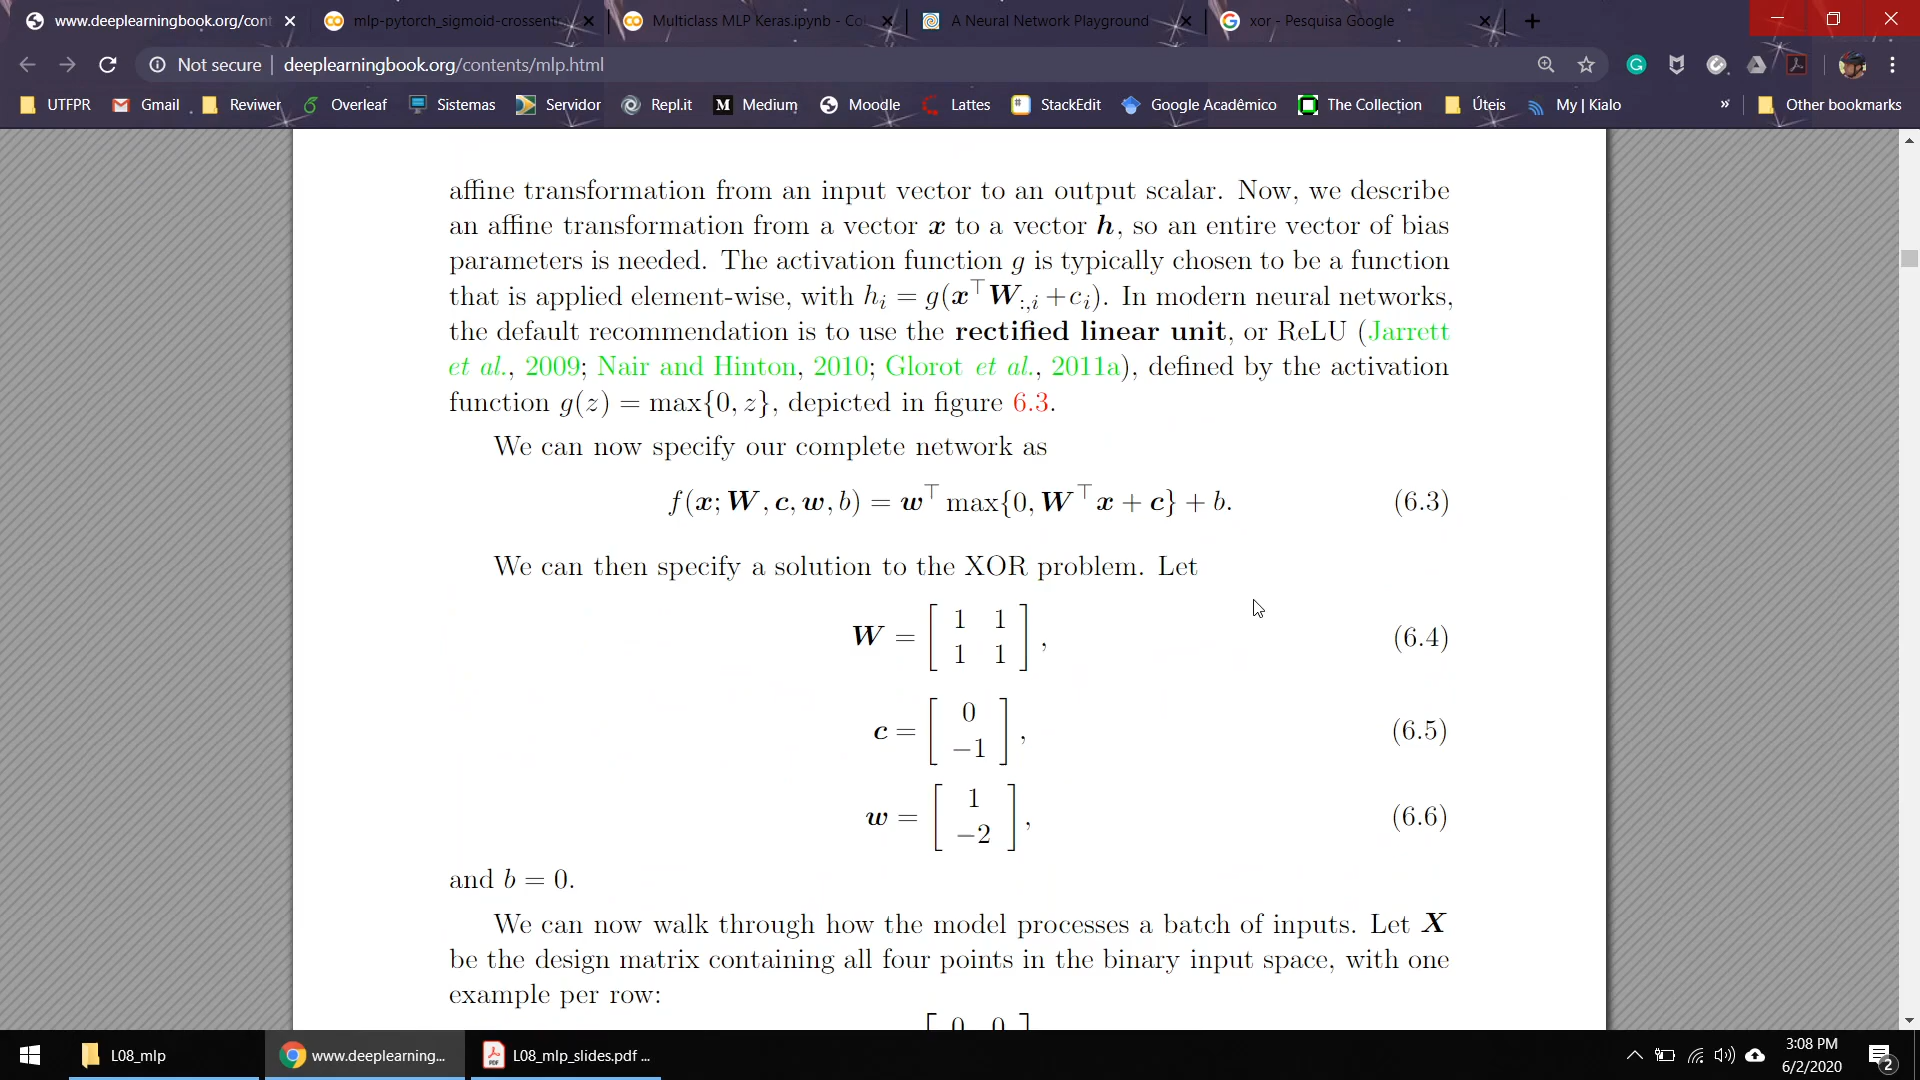 www.deeplearningbook.org/cont
mlp-pytorch_sigmoid-crossentr
Multiclass MLP Keras.ipynb - Co
A Neural Network Playground
xor - Pesquisa Google
Not secure
deeplearningbook.org/contents/mlp.html
UTFPR
Gmail
Reviwer
Overleaf
Sistemas
Servidor
Repl.it
Medium
Moodle
Lattes
StackEdit
Google Acadêmico
The Collection
Úteis
My | Kialo
»
Other bookmarks
affine transformation from an input vector to an output scalar. Now, we describe
an affine transformation from a vector x to a vector h, so an entire vector of bias
parameters is needed. The activation function g is typically chosen to be a function
that is applied element-wise, with hᵢ = g(x⊤W:,ᵢ + cᵢ). In modern neural networks,
the default recommendation is to use the rectified linear unit, or ReLU (Jarrett
et al., 2009; Nair and Hinton, 2010; Glorot et al., 2011a), defined by the activation
function g(z) = max{0, z}, depicted in figure 6.3.
We can now specify our complete network as
f(x; W, c, w, b) = w⊤ max{0, W⊤x + c} + b. (6.3)
We can then specify a solution to the XOR problem. Let
W = [ 1 1
1 1 ], (6.4)
c = [ 0
−1 ], (6.5)
w = [ 1
−2 ], (6.6)
and b = 0.
We can now walk through how the model processes a batch of inputs. Let X
be the design matrix containing all four points in the binary input space, with one
example per row:
[ 0 0 ]
L08_mlp
www.deeplearning...
L08_mlp_slides.pdf ...
3:08 PM
6/2/2020
2